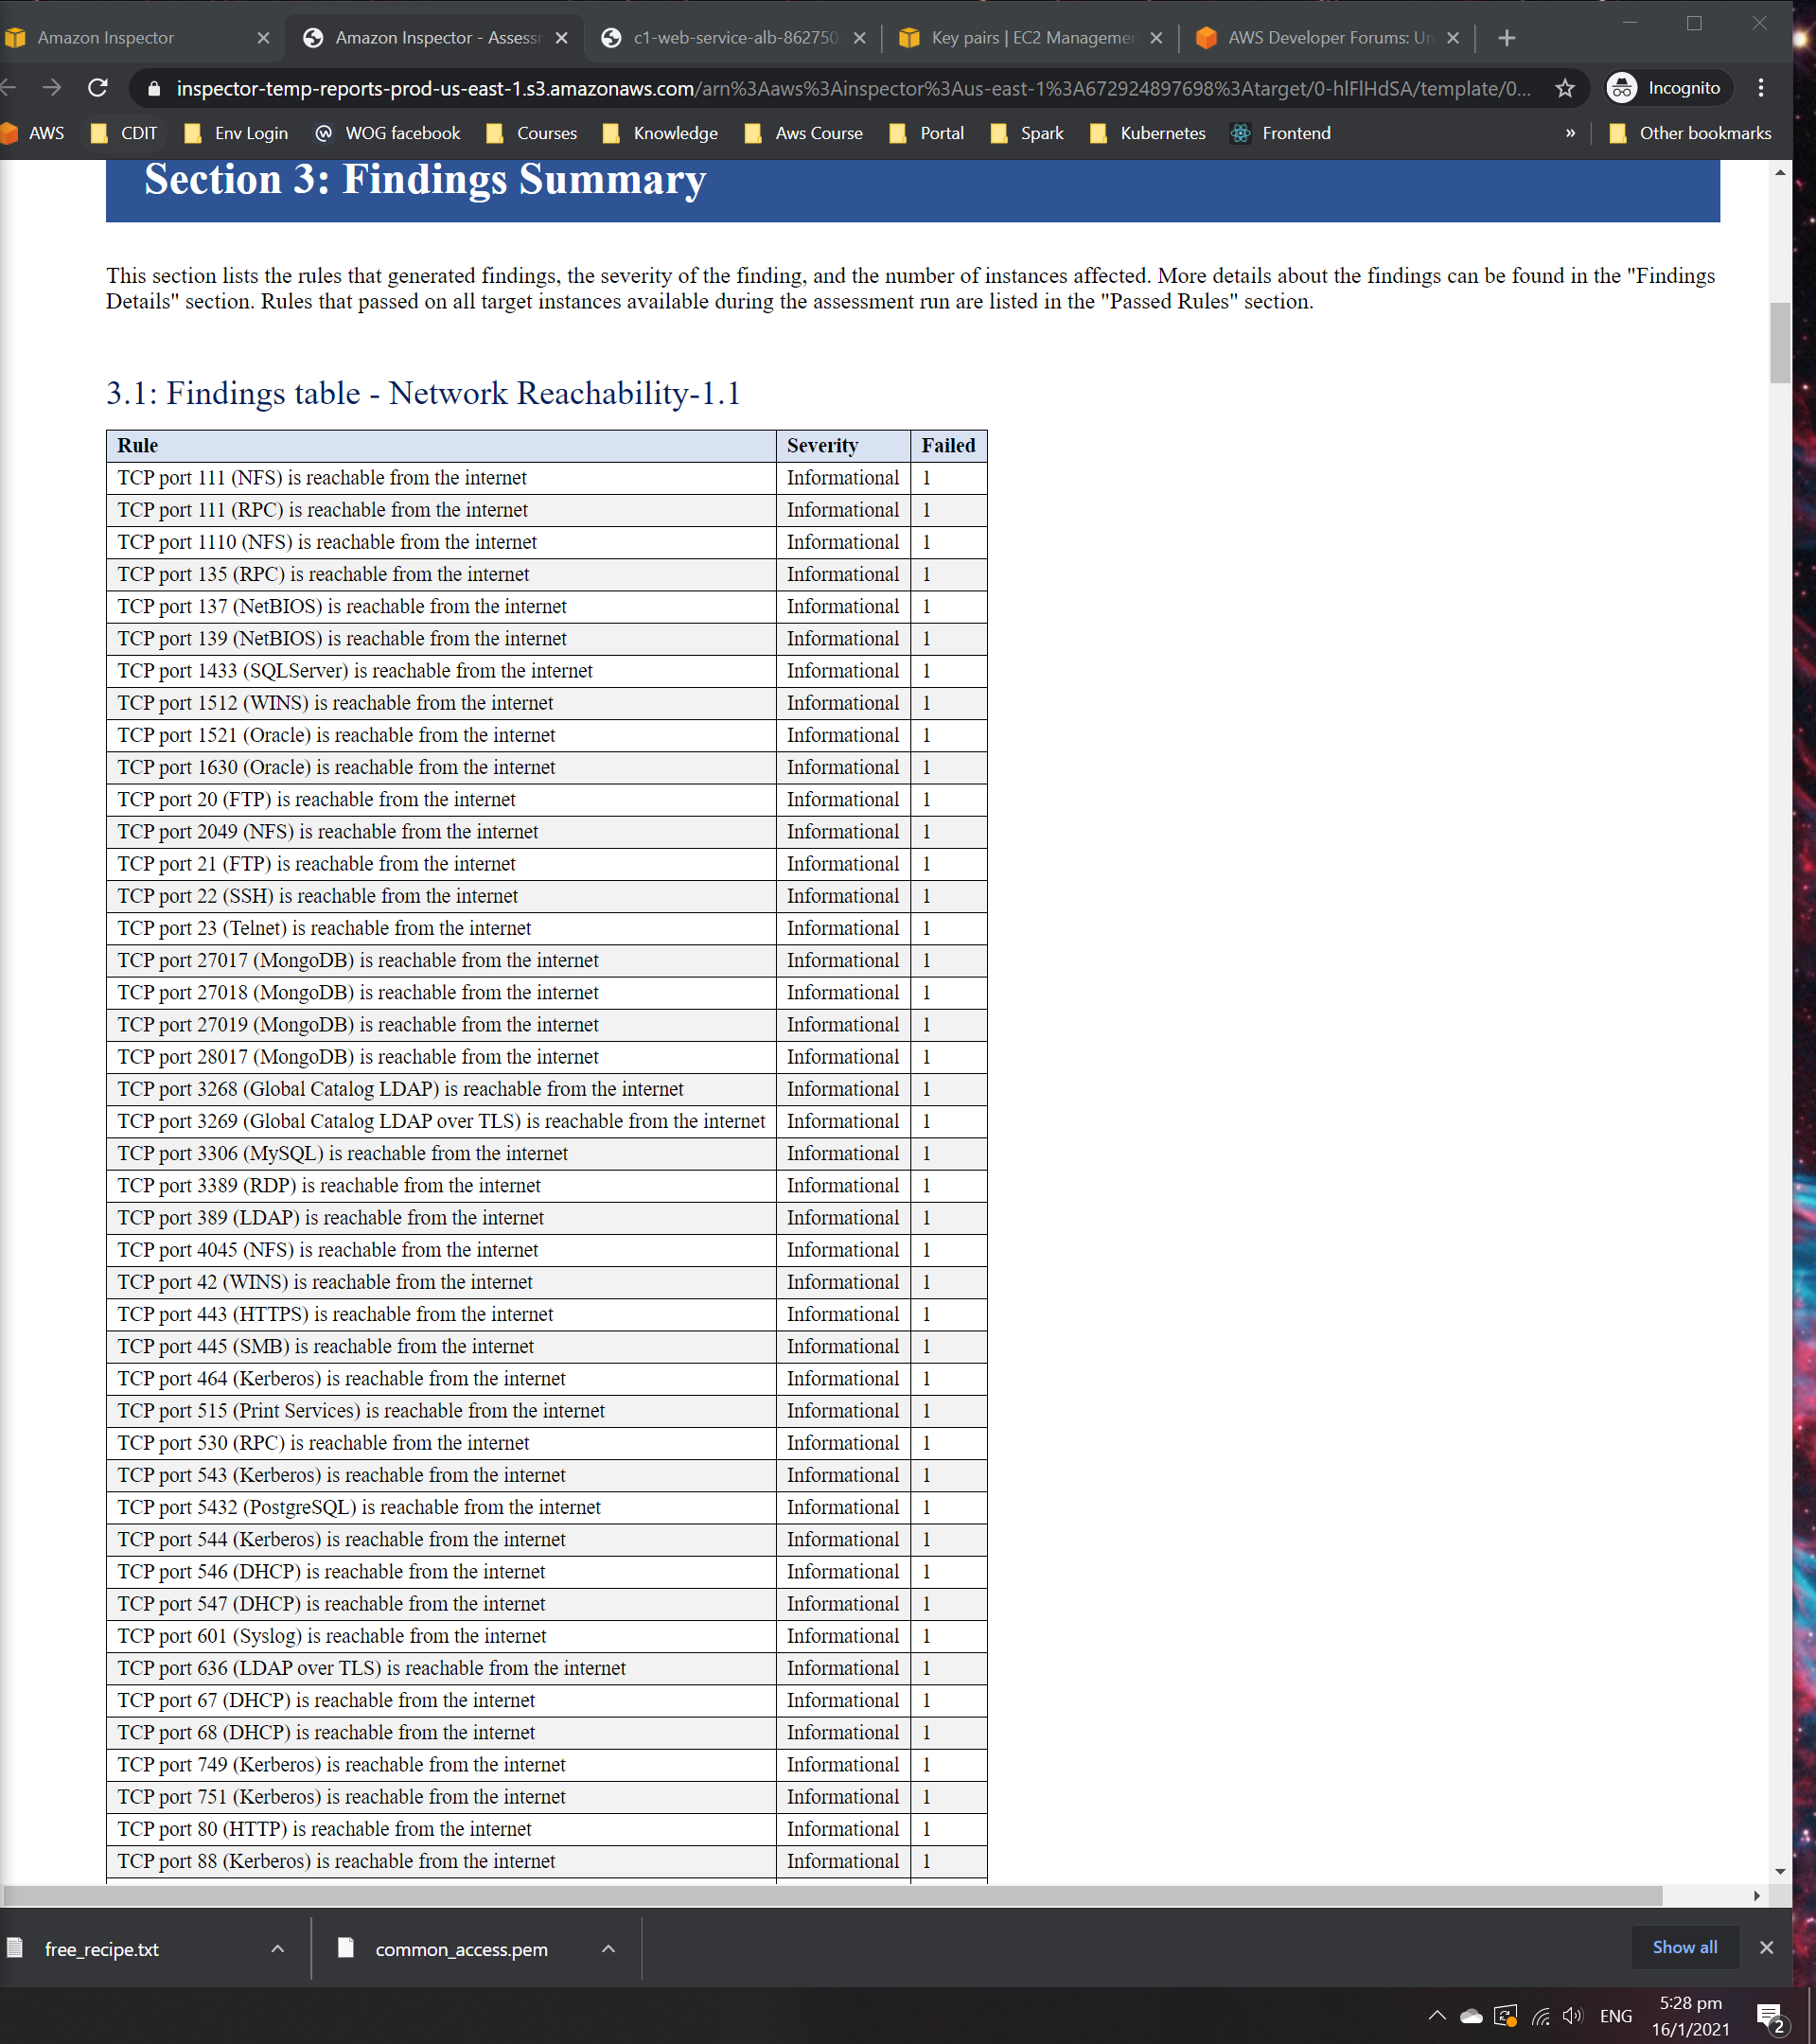 Amazon Inspector
Amazon Inspector - Assess
c1-web-service-alb-862750
Key pairs | EC2 Managemen
AWS Developer Forums: Un
inspector-temp-reports-prod-us-east-1.s3.amazonaws.com/arn%3Aaws%3Ainspector%3Aus-east-1%3A672924897698%3Atarget/0-hlFlHdSA/template/0...
Incognito
AWS
CDIT
Env Login
WOG facebook
Courses
Knowledge
Aws Course
Portal
Spark
Kubernetes
Frontend
»
Other bookmarks
Section 3: Findings Summary
This section lists the rules that generated findings, the severity of the finding, and the number of instances affected. More details about the findings can be found in the "Findings
Details" section. Rules that passed on all target instances available during the assessment run are listed in the "Passed Rules" section.
3.1: Findings table - Network Reachability-1.1
Rule Severity Failed
TCP port 111 (NFS) is reachable from the internet Informational 1
TCP port 111 (RPC) is reachable from the internet Informational 1
TCP port 1110 (NFS) is reachable from the internet Informational 1
TCP port 135 (RPC) is reachable from the internet Informational 1
TCP port 137 (NetBIOS) is reachable from the internet Informational 1
TCP port 139 (NetBIOS) is reachable from the internet Informational 1
TCP port 1433 (SQLServer) is reachable from the internet Informational 1
TCP port 1512 (WINS) is reachable from the internet Informational 1
TCP port 1521 (Oracle) is reachable from the internet Informational 1
TCP port 1630 (Oracle) is reachable from the internet Informational 1
TCP port 20 (FTP) is reachable from the internet Informational 1
TCP port 2049 (NFS) is reachable from the internet Informational 1
TCP port 21 (FTP) is reachable from the internet Informational 1
TCP port 22 (SSH) is reachable from the internet Informational 1
TCP port 23 (Telnet) is reachable from the internet Informational 1
TCP port 27017 (MongoDB) is reachable from the internet Informational 1
TCP port 27018 (MongoDB) is reachable from the internet Informational 1
TCP port 27019 (MongoDB) is reachable from the internet Informational 1
TCP port 28017 (MongoDB) is reachable from the internet Informational 1
TCP port 3268 (Global Catalog LDAP) is reachable from the internet Informational 1
TCP port 3269 (Global Catalog LDAP over TLS) is reachable from the internet Informational 1
TCP port 3306 (MySQL) is reachable from the internet Informational 1
TCP port 3389 (RDP) is reachable from the internet Informational 1
TCP port 389 (LDAP) is reachable from the internet Informational 1
TCP port 4045 (NFS) is reachable from the internet Informational 1
TCP port 42 (WINS) is reachable from the internet Informational 1
TCP port 443 (HTTPS) is reachable from the internet Informational 1
TCP port 445 (SMB) is reachable from the internet Informational 1
TCP port 464 (Kerberos) is reachable from the internet Informational 1
TCP port 515 (Print Services) is reachable from the internet Informational 1
TCP port 530 (RPC) is reachable from the internet Informational 1
TCP port 543 (Kerberos) is reachable from the internet Informational 1
TCP port 5432 (PostgreSQL) is reachable from the internet Informational 1
TCP port 544 (Kerberos) is reachable from the internet Informational 1
TCP port 546 (DHCP) is reachable from the internet Informational 1
TCP port 547 (DHCP) is reachable from the internet Informational 1
TCP port 601 (Syslog) is reachable from the internet Informational 1
TCP port 636 (LDAP over TLS) is reachable from the internet Informational 1
TCP port 67 (DHCP) is reachable from the internet Informational 1
TCP port 68 (DHCP) is reachable from the internet Informational 1
TCP port 749 (Kerberos) is reachable from the internet Informational 1
TCP port 751 (Kerberos) is reachable from the internet Informational 1
TCP port 80 (HTTP) is reachable from the internet Informational 1
TCP port 88 (Kerberos) is reachable from the internet Informational 1
free_recipe.txt
common_access.pem
Show all
ENG
5:28 pm
16/1/2021
2